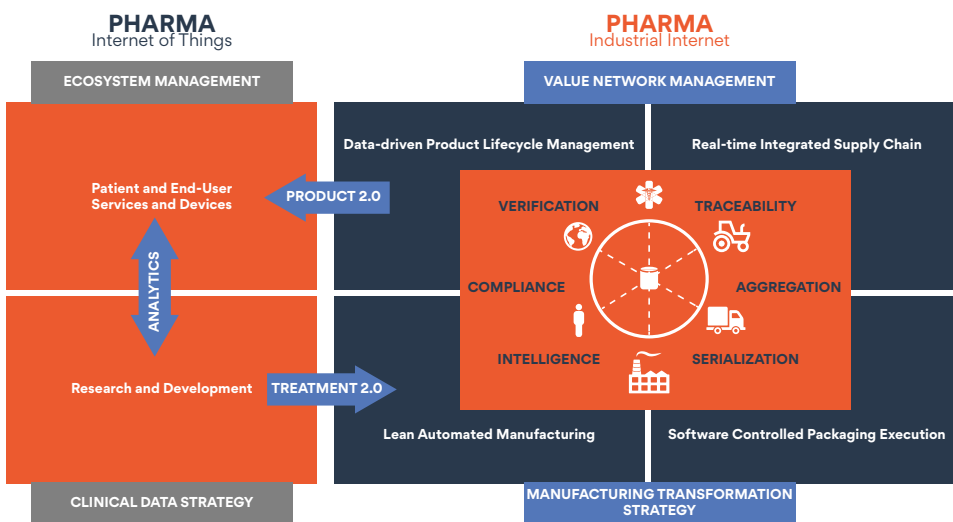 PHARMA
Internet of Things
ECOSYSTEM MANAGEMENT
Patient and End-User
Services and Devices
ANALYTICS
Research and Development
CLINICAL DATA STRATEGY
PRODUCT 2.0
TREATMENT 2.0
PHARMA
Industrial Internet
VALUE NETWORK MANAGEMENT
Data-driven Product Lifecycle Management
Real-time Integrated Supply Chain
VERIFICATION
TRACEABILITY
COMPLIANCE
AGGREGATION
INTELLIGENCE
SERIALIZATION
Lean Automated Manufacturing
Software Controlled Packaging Execution
MANUFACTURING TRANSFORMATION
STRATEGY